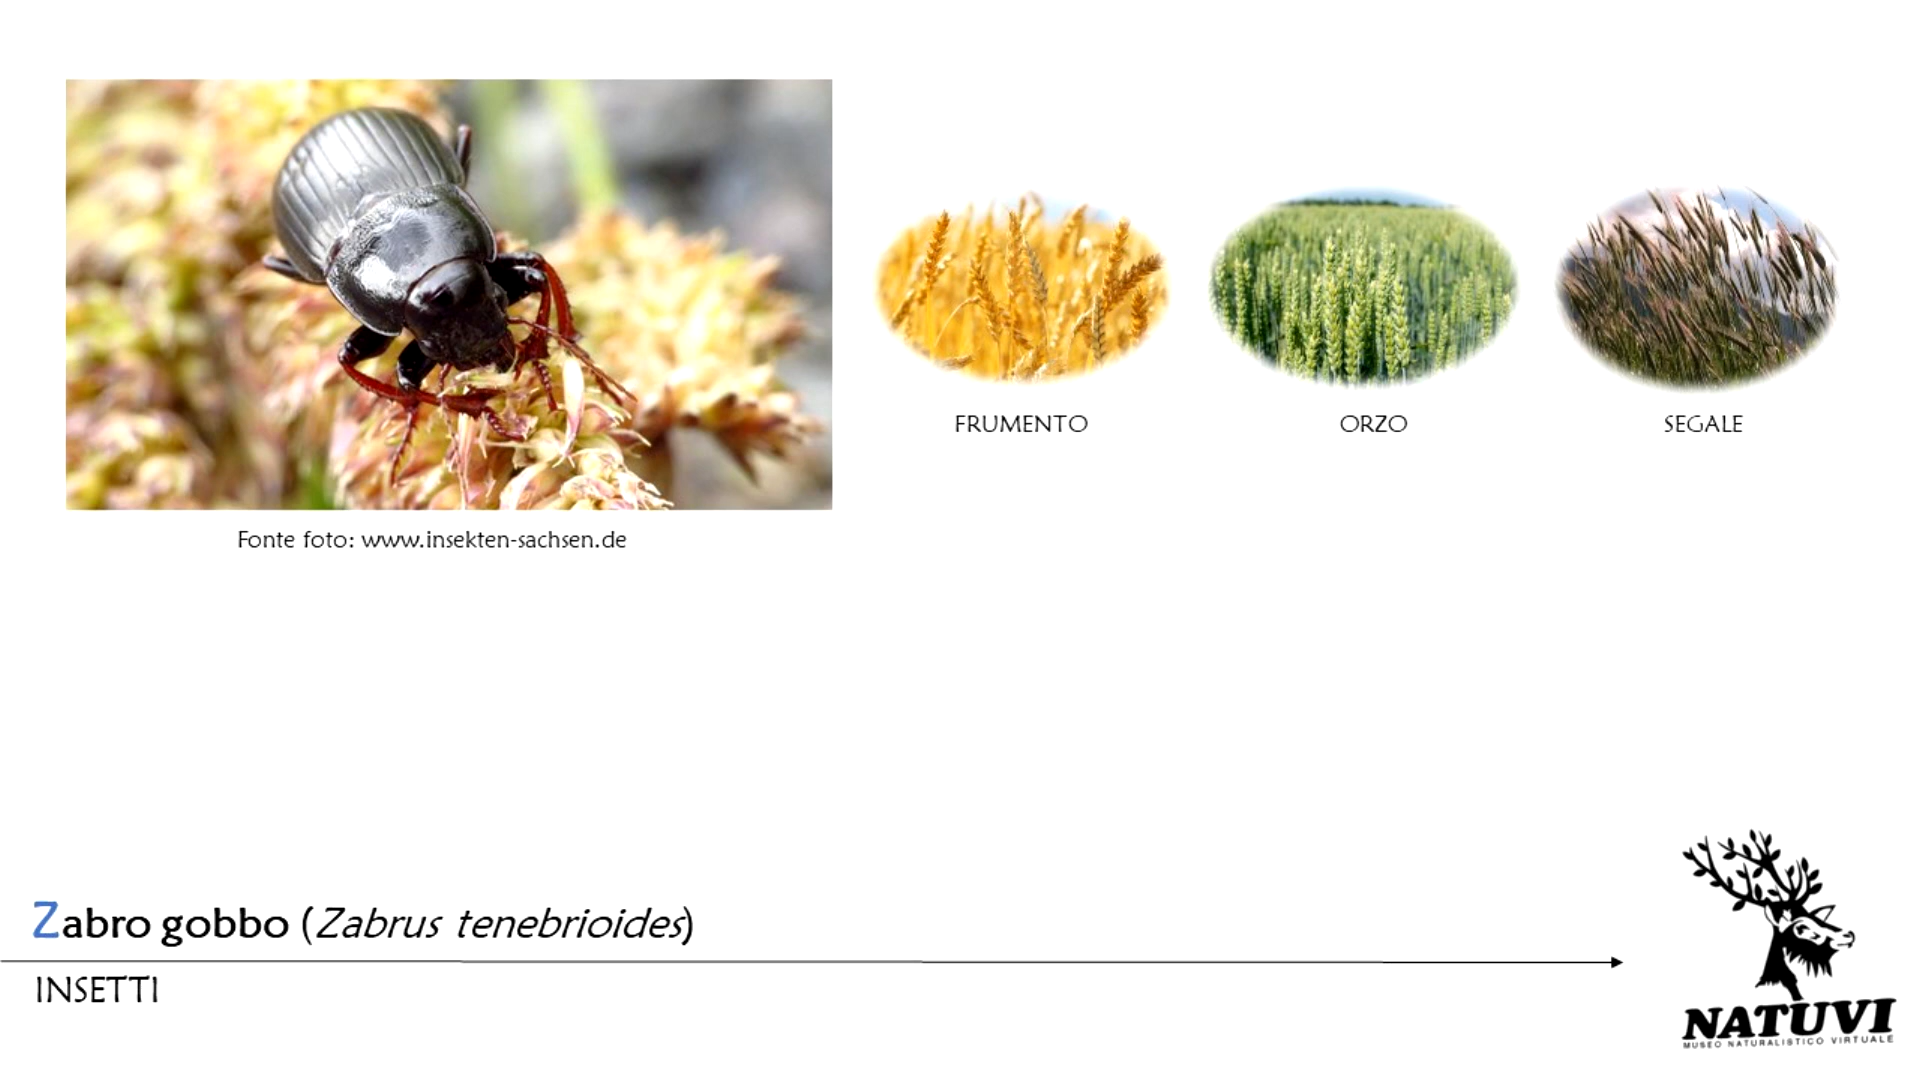 Fonte foto: www.insekten-sachsen.de
FRUMENTO
ORZO
SEGALE
Zabro gobbo (Zabrus tenebrioides)
INSETTI
NATUVI
MUSEO NATURALISTICO VIRTUALE